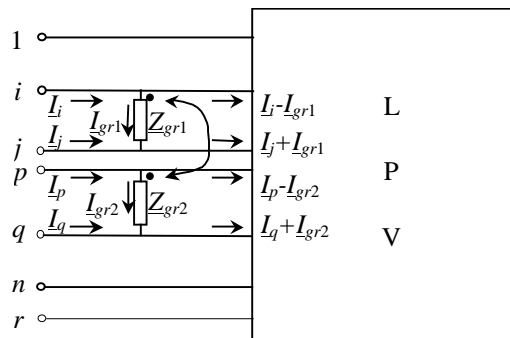 1
i
I_i I_gr1 Z_gr1 I_i-I_gr1 L
j I_j I_j+I_gr1
p I_p I_p-I_gr2 P
I_gr2 Z_gr2
q I_q I_q+I_gr2 V
n
r